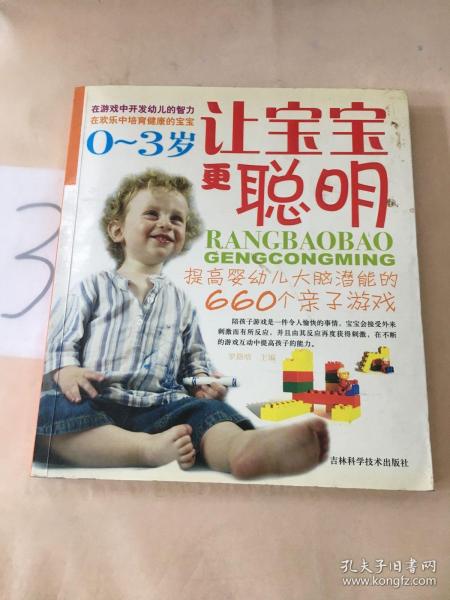 在游戏中开发幼儿的智力
在欢乐中培育健康的宝宝
0~3岁
让宝宝
更聪明
RANGBAOBAO
GENGCONGMING
提高婴幼儿大脑潜能的
660个亲子游戏
陪孩子游戏是一件令人愉快的事情。宝宝会接受外来
刺激而有所反应，并且由其反应再度获得刺激，在不断
的游戏互动中提高孩子的能力。
主编
吉林科学技术出版社
3
孔夫子旧书网
www.kongfz.com